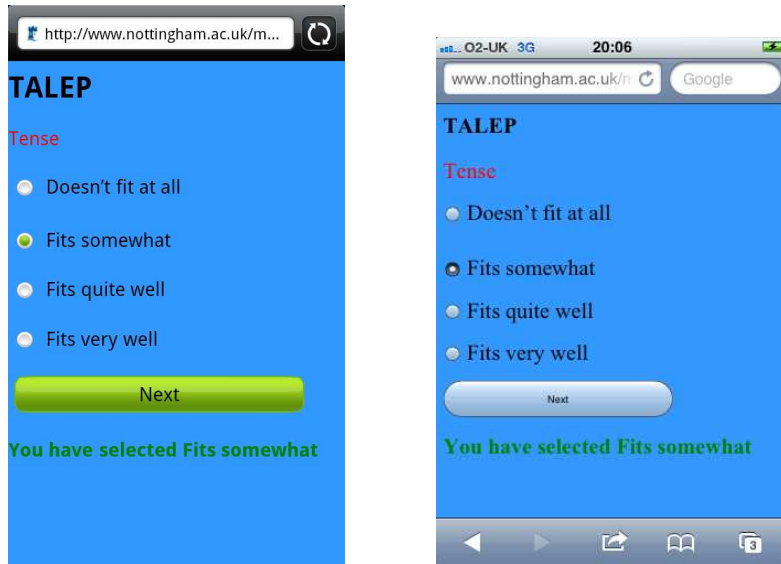 http://www.nottingham.ac.uk/m...
TALEP
Tense
Doesn't fit at all
Fits somewhat
Fits quite well
Fits very well
Next
You have selected Fits somewhat
O2-UK 3G 20:06
www.nottingham.ac.uk/m Google
TALEP
Tense
Doesn't fit at all
Fits somewhat
Fits quite well
Fits very well
Next
You have selected Fits somewhat
3